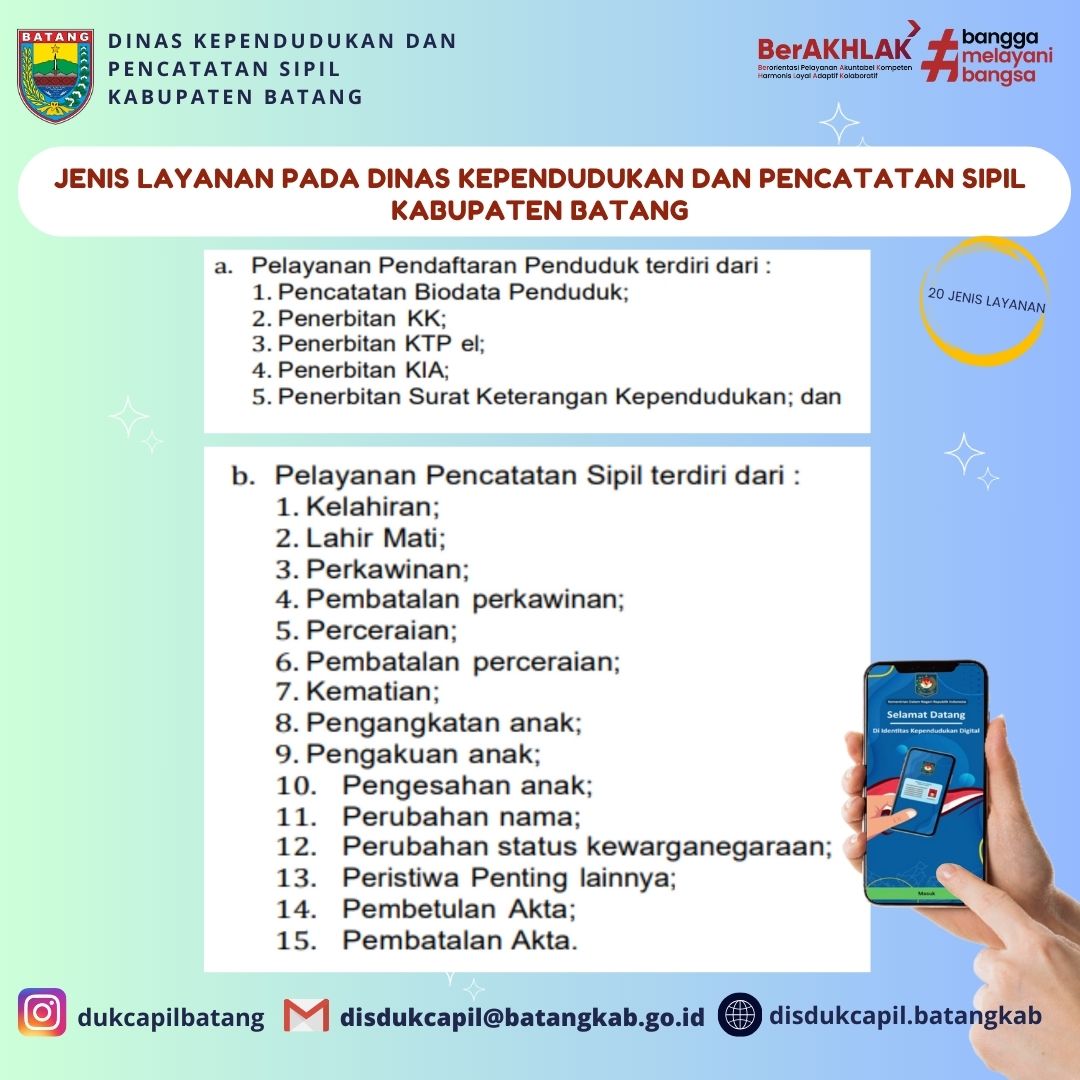 BATANG
DINAS KEPENDUDUKAN DAN
PENCATATAN SIPIL
KABUPATEN BATANG
BerAKHLAK
Berorientasi Pelayanan Akuntabel Kompeten
Harmonis Loyal Adaptif Kolaboratif
#bangga
melayani
bangsa
JENIS LAYANAN PADA DINAS KEPENDUDUKAN DAN PENCATATAN SIPIL
KABUPATEN BATANG
20 JENIS LAYANAN
a. Pelayanan Pendaftaran Penduduk terdiri dari :
1. Pencatatan Biodata Penduduk;
2. Penerbitan KK;
3. Penerbitan KTP el;
4. Penerbitan KIA;
5. Penerbitan Surat Keterangan Kependudukan; dan
b. Pelayanan Pencatatan Sipil terdiri dari :
1. Kelahiran;
2. Lahir Mati;
3. Perkawinan;
4. Pembatalan perkawinan;
5. Perceraian;
6. Pembatalan perceraian;
7. Kematian;
8. Pengangkatan anak;
9. Pengakuan anak;
10. Pengesahan anak;
11. Perubahan nama;
12. Perubahan status kewarganegaraan;
13. Peristiwa Penting lainnya;
14. Pembetulan Akta;
15. Pembatalan Akta.
Kementerian Dalam Negeri Republik Indonesia
Selamat Datang
Di Identitas Kependudukan Digital
Masuk
dukcapilbatang
disdukcapil@batangkab.go.id
disdukcapil.batangkab